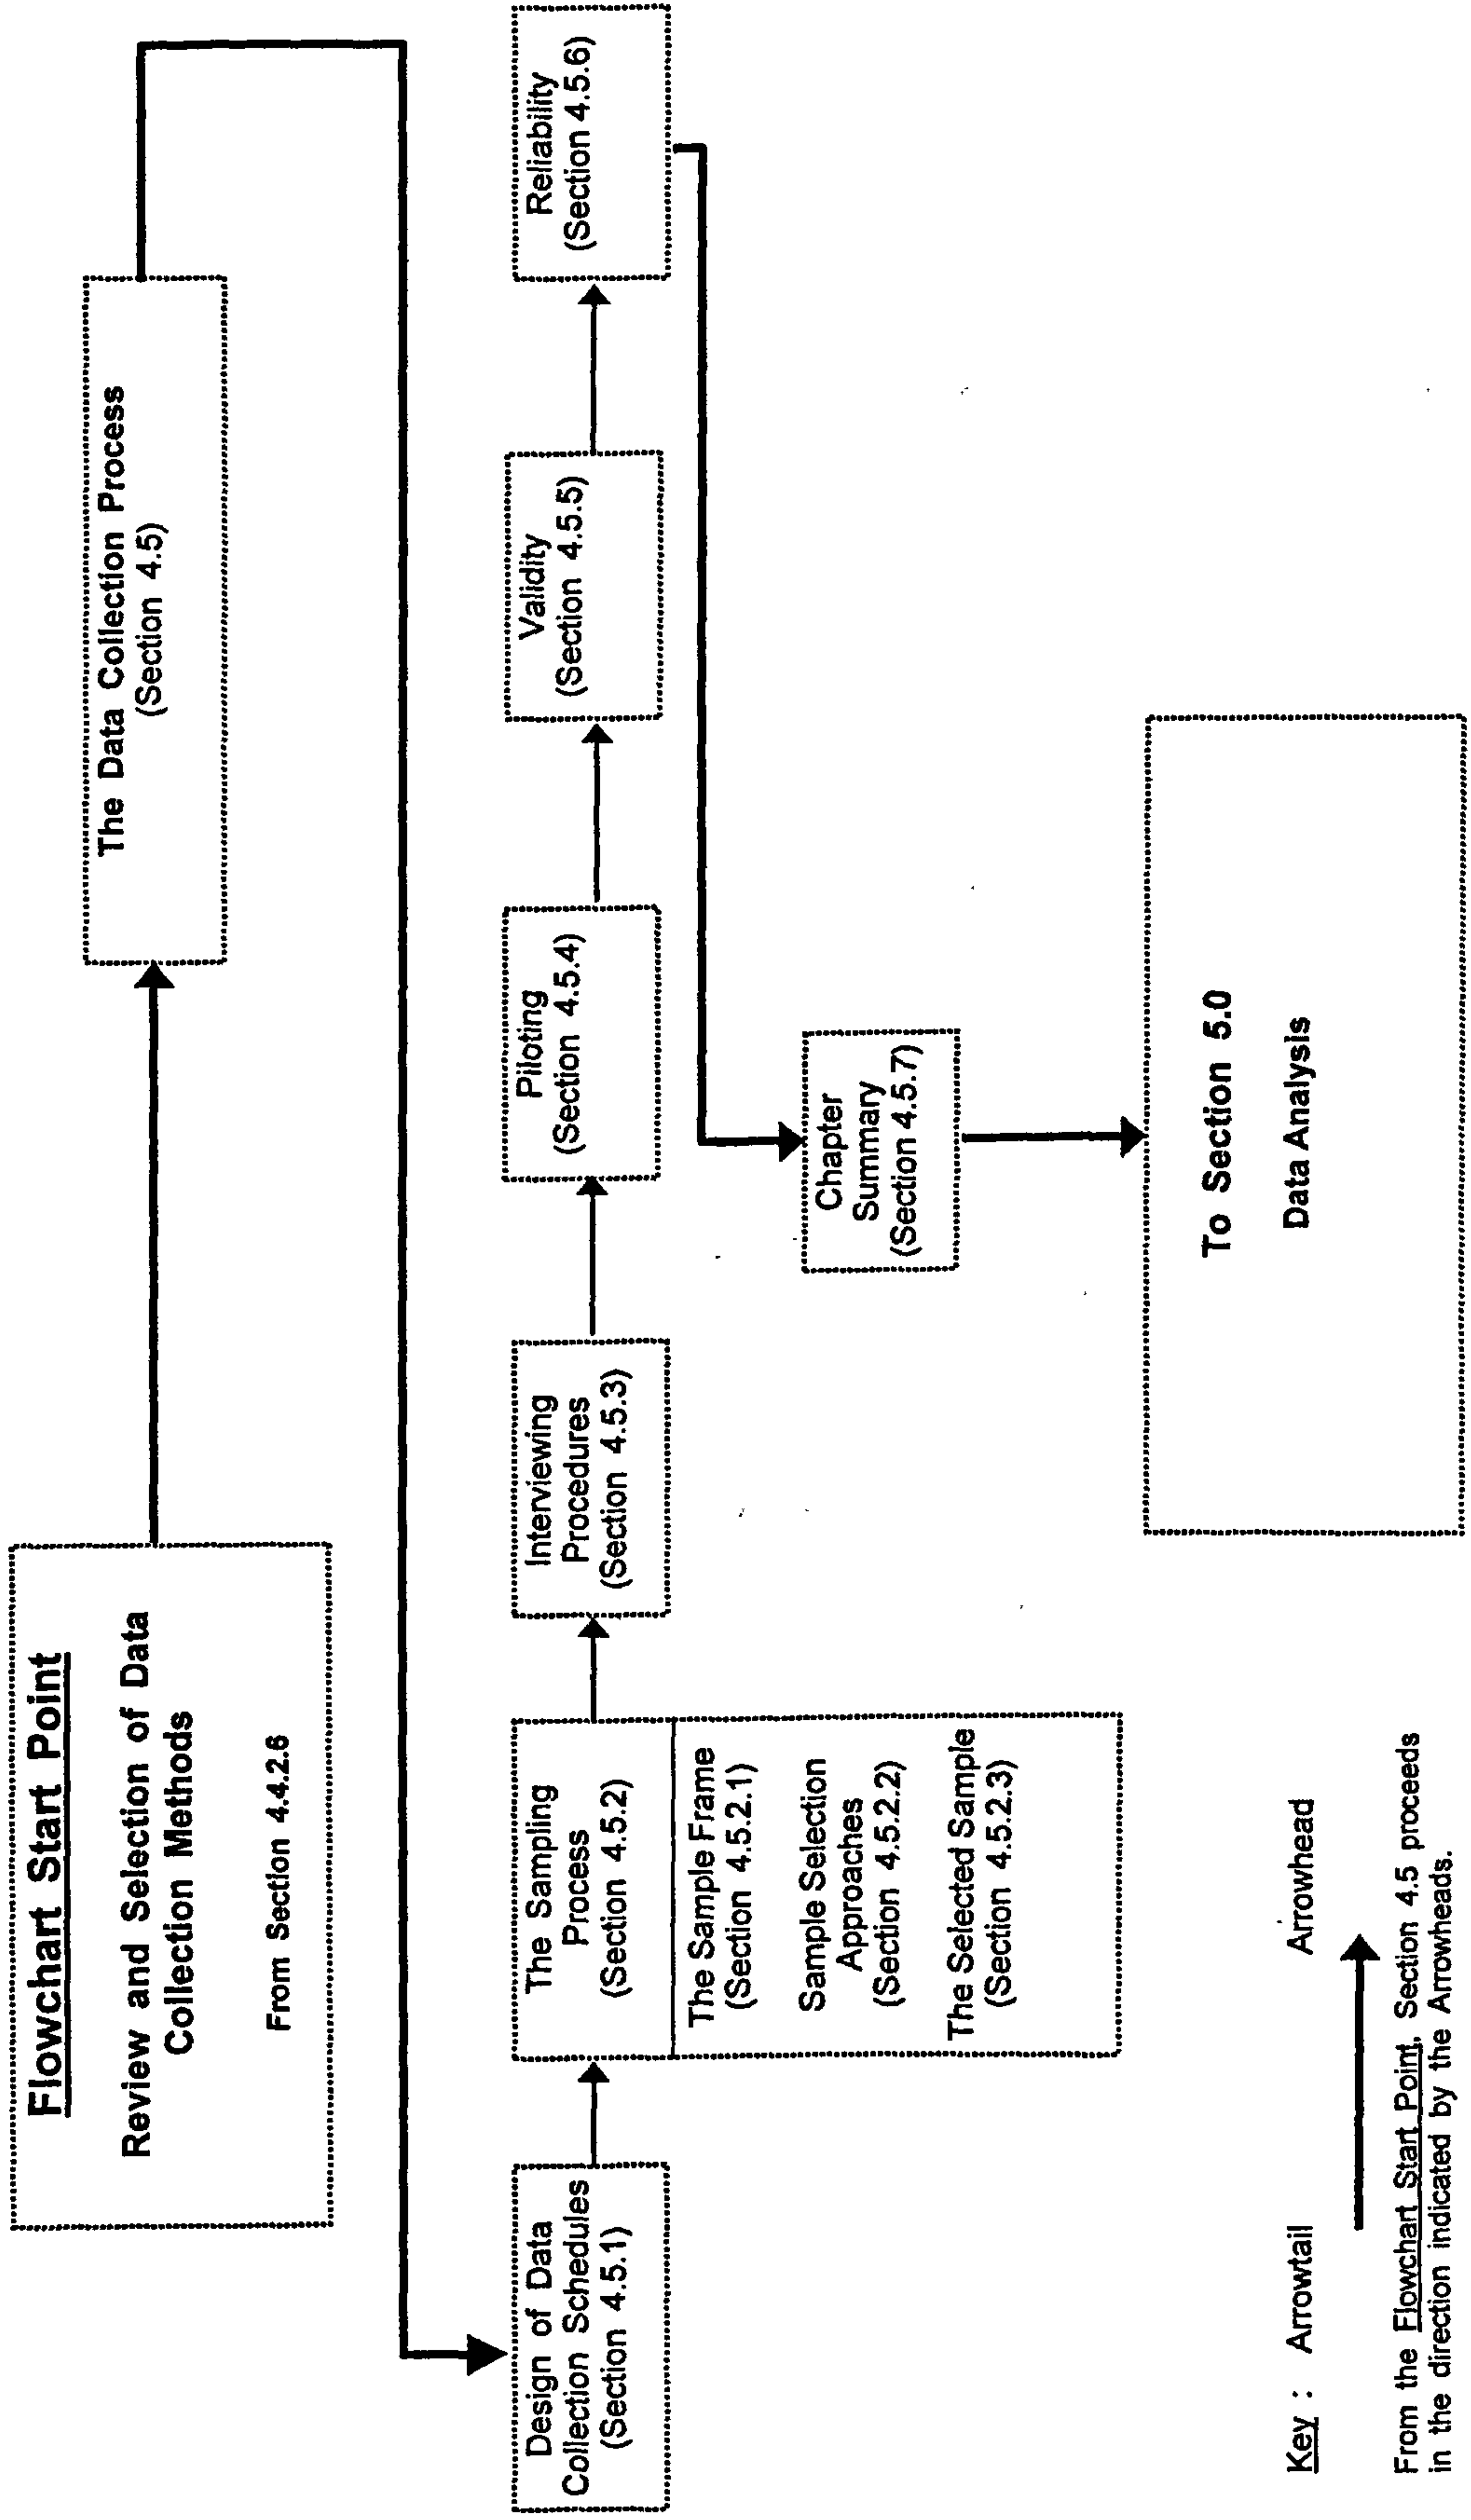 Flowchart Start Point
Review and Selection of Data
Collection Methods
From Section 4.4.2.6
The Data Collection Process
(Section 4.5)
Design of Data
Collection Schedules
(Section 4.5.1)
The Sampling
Process
(Section 4.5.2)
The Sample Frame
(Section 4.5.2.1)
Sample Selection
Approaches
(Section 4.5.2.2)
The Selected Sample
(Section 4.5.2.3)
Interviewing
Procedures
(Section 4.5.3)
Piloting
(Section 4.5.4)
Validity
(Section 4.5.5)
Reliability
(Section 4.5.6)
Chapter
Summary
(Section 4.5.7)
To Section 5.0
Data Analysis
Key : Arrowtail Arrowhead
From the Flowchart Start Point, Section 4.5 proceeds
in the direction indicated by the Arrowheads.